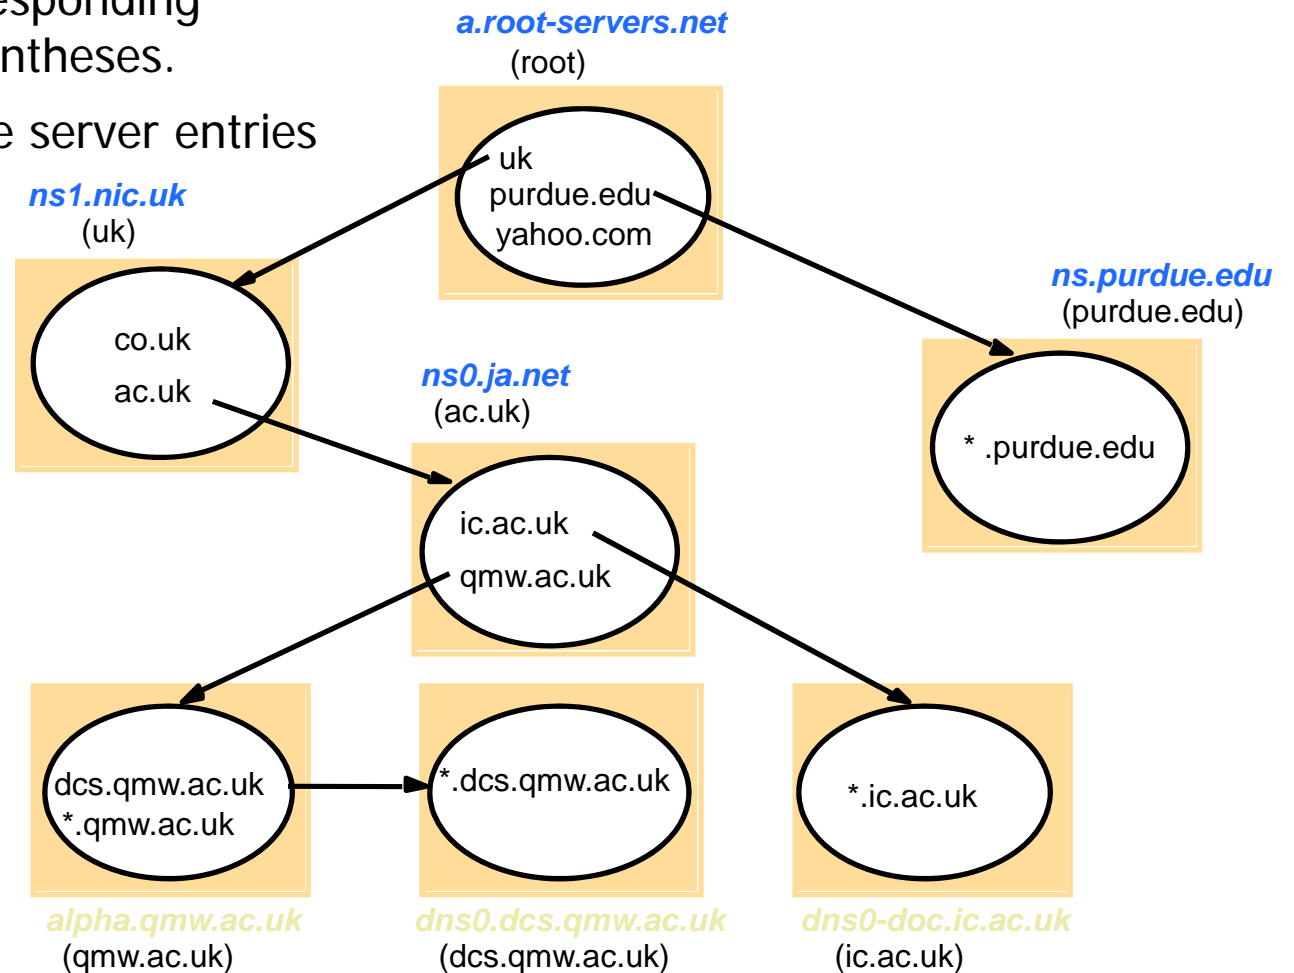 esponding
ntheses.
e server entries
a.root-servers.net
(root)
uk
purdue.edu
yahoo.com
ns1.nic.uk
(uk)
co.uk
ac.uk
ns.purdue.edu
(purdue.edu)
* .purdue.edu
ns0.ja.net
(ac.uk)
ic.ac.uk
qmw.ac.uk
dcs.qmw.ac.uk
*.qmw.ac.uk
alpha.qmw.ac.uk
(qmw.ac.uk)
*.dcs.qmw.ac.uk
dns0.dcs.qmw.ac.uk
(dcs.qmw.ac.uk)
*.ic.ac.uk
dns0-doc.ic.ac.uk
(ic.ac.uk)